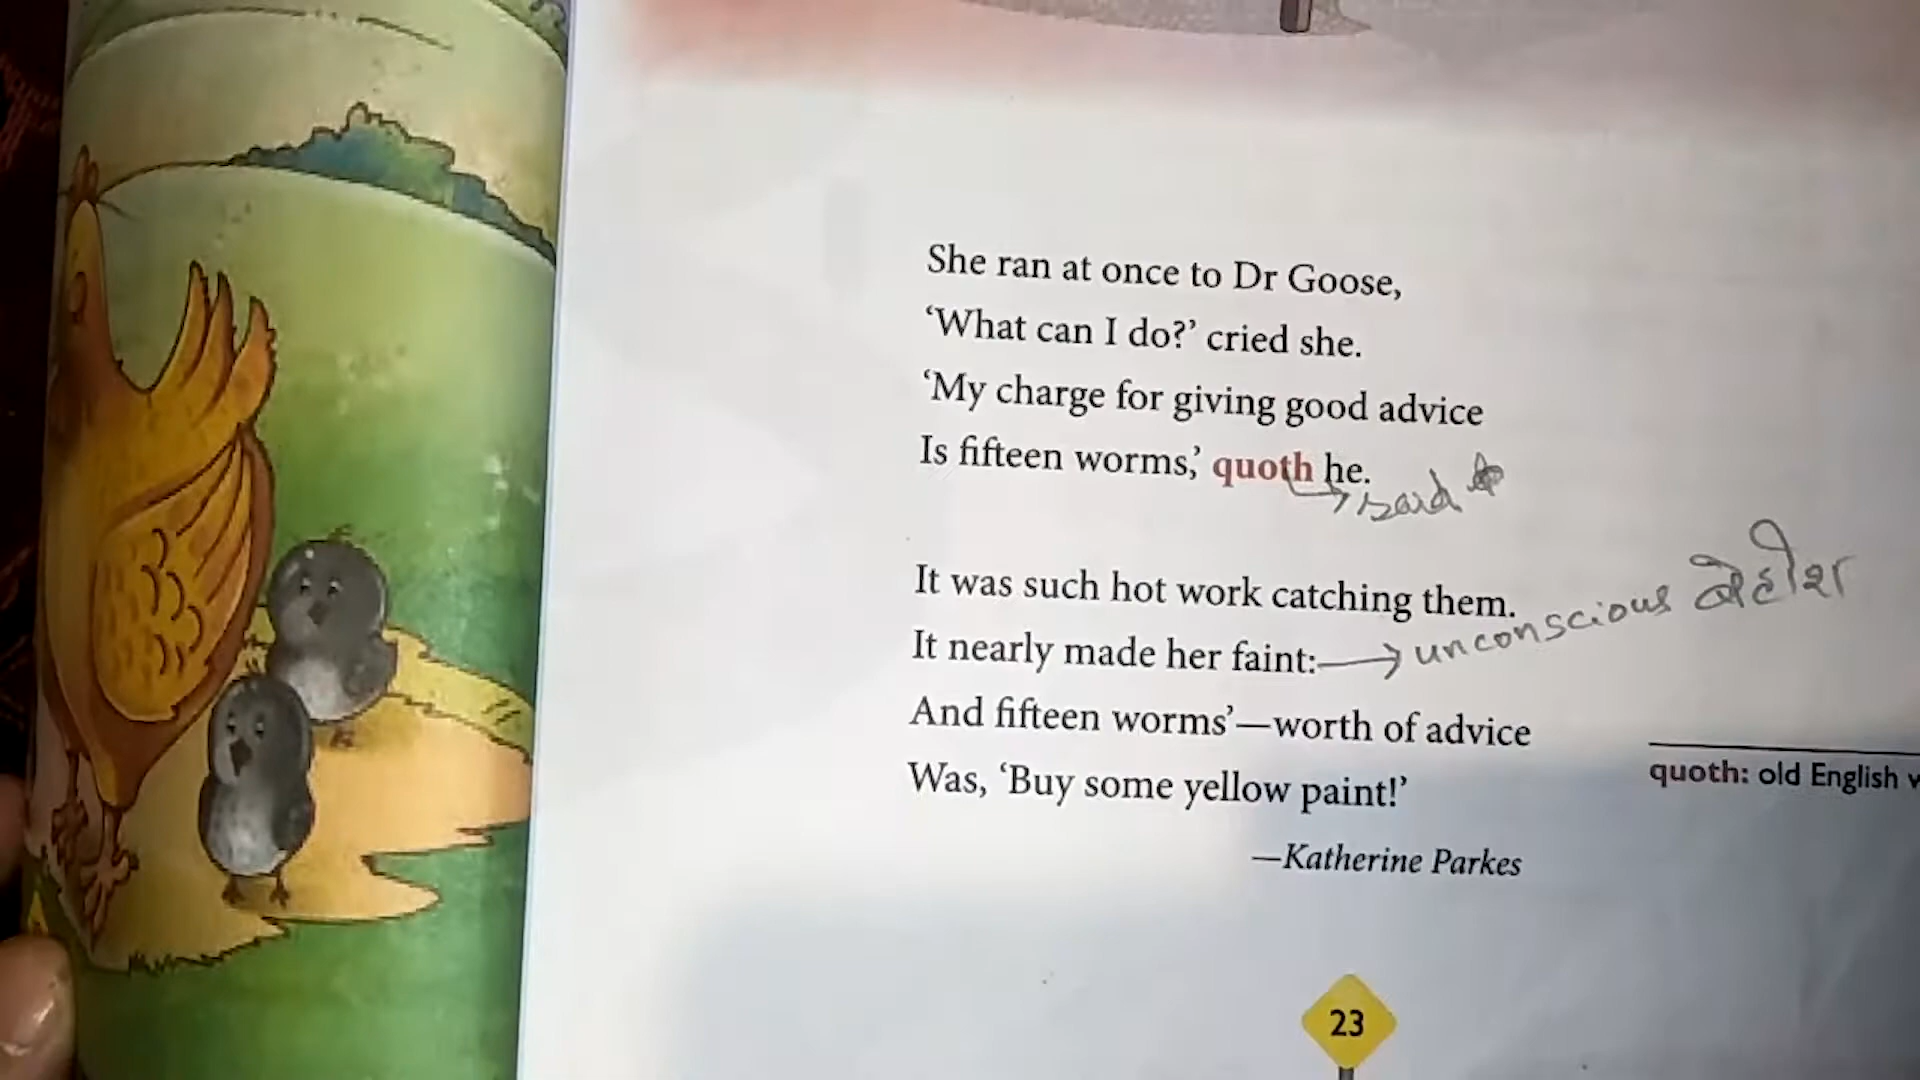 She ran at once to Dr Goose,
‘What can I do?’ cried she.
‘My charge for giving good advice
Is fifteen worms,’ quoth he.
→ said
It was such hot work catching them.
It nearly made her faint: → unconscious बेहोश
And fifteen worms’—worth of advice
Was, ‘Buy some yellow paint!’
—Katherine Parkes
quoth: old English
23